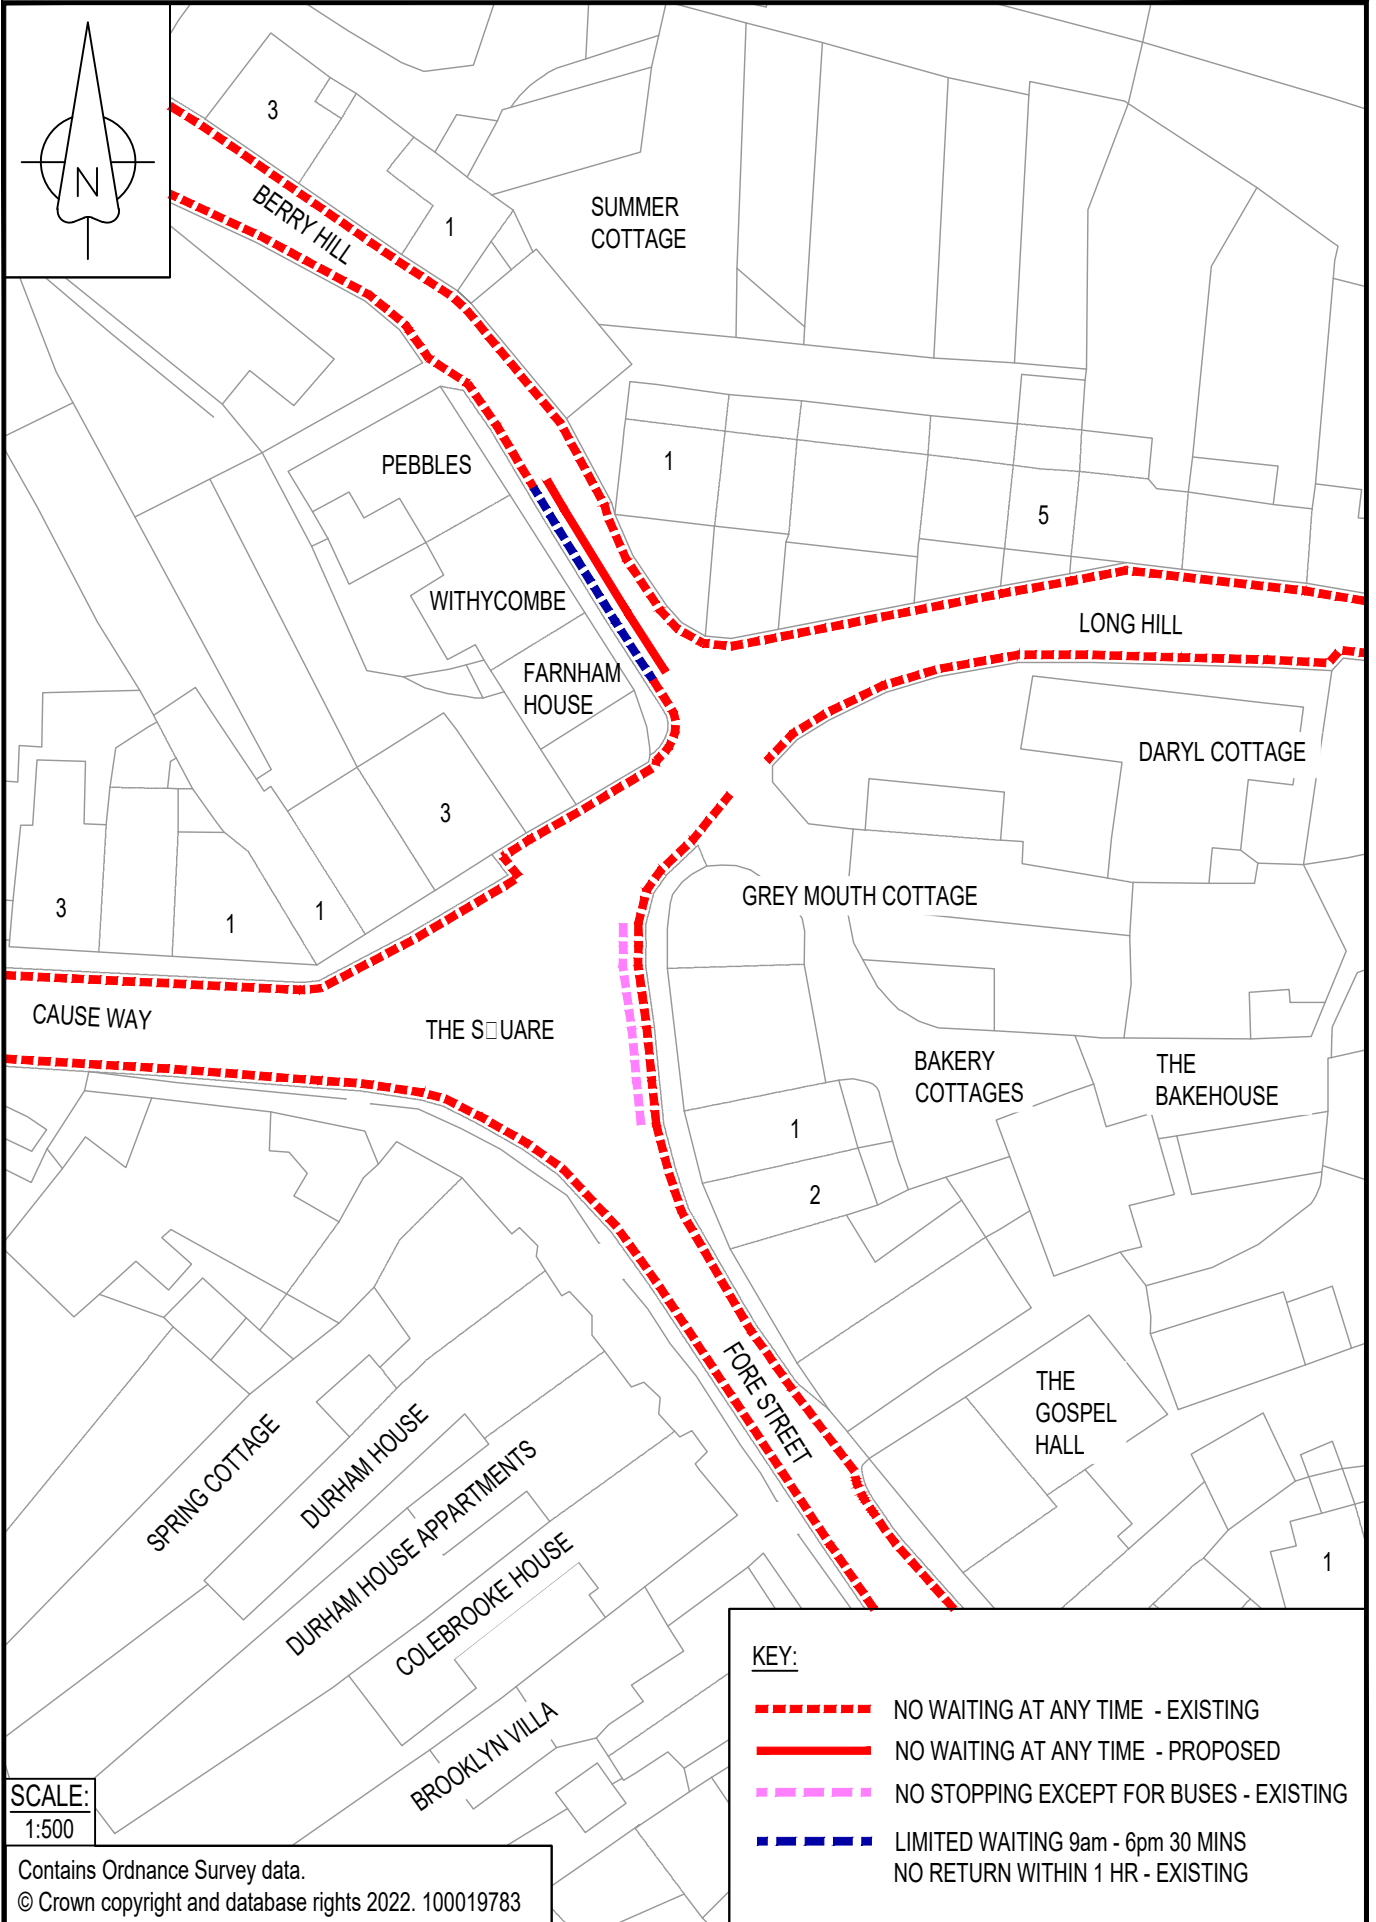 N
3
BERRY HILL
1
SUMMER
COTTAGE
PEBBLES
1
5
WITHYCOMBE
LONG HILL
FARNHAM
HOUSE
DARYL COTTAGE
3
3
1
1
GREY MOUTH COTTAGE
CAUSE WAY
THE S□UARE
BAKERY
COTTAGES
THE
BAKEHOUSE
1
2
FORE STREET
THE
GOSPEL
HALL
SPRING COTTAGE
DURHAM HOUSE
DURHAM HOUSE APPARTMENTS
COLEBROOKE HOUSE
BROOKLYN VILLA
1
KEY:
NO WAITING AT ANY TIME - EXISTING
NO WAITING AT ANY TIME - PROPOSED
NO STOPPING EXCEPT FOR BUSES - EXISTING
LIMITED WAITING 9am - 6pm 30 MINS
NO RETURN WITHIN 1 HR - EXISTING
SCALE:
1:500
Contains Ordnance Survey data.
© Crown copyright and database rights 2022. 100019783